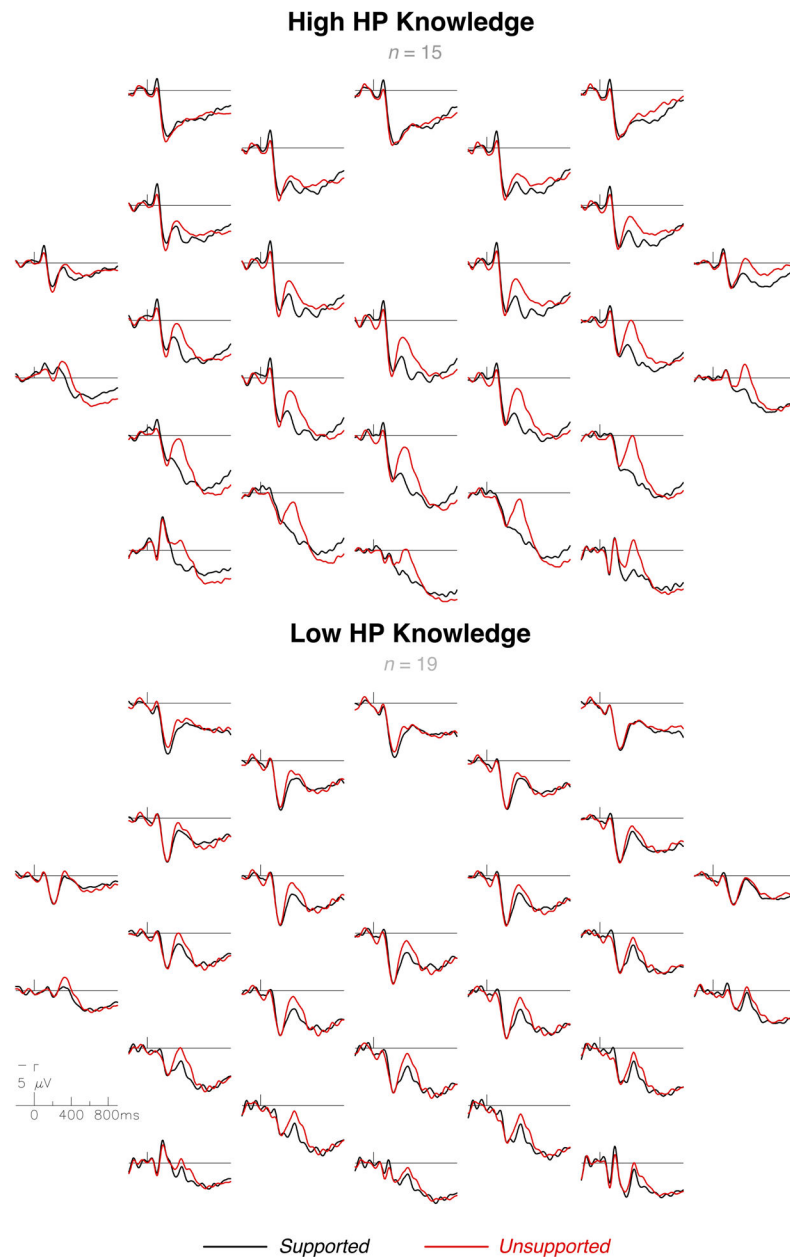 High HP Knowledge
n = 15
Low HP Knowledge
n = 19
5 μV
0 400 800ms
Supported Unsupported